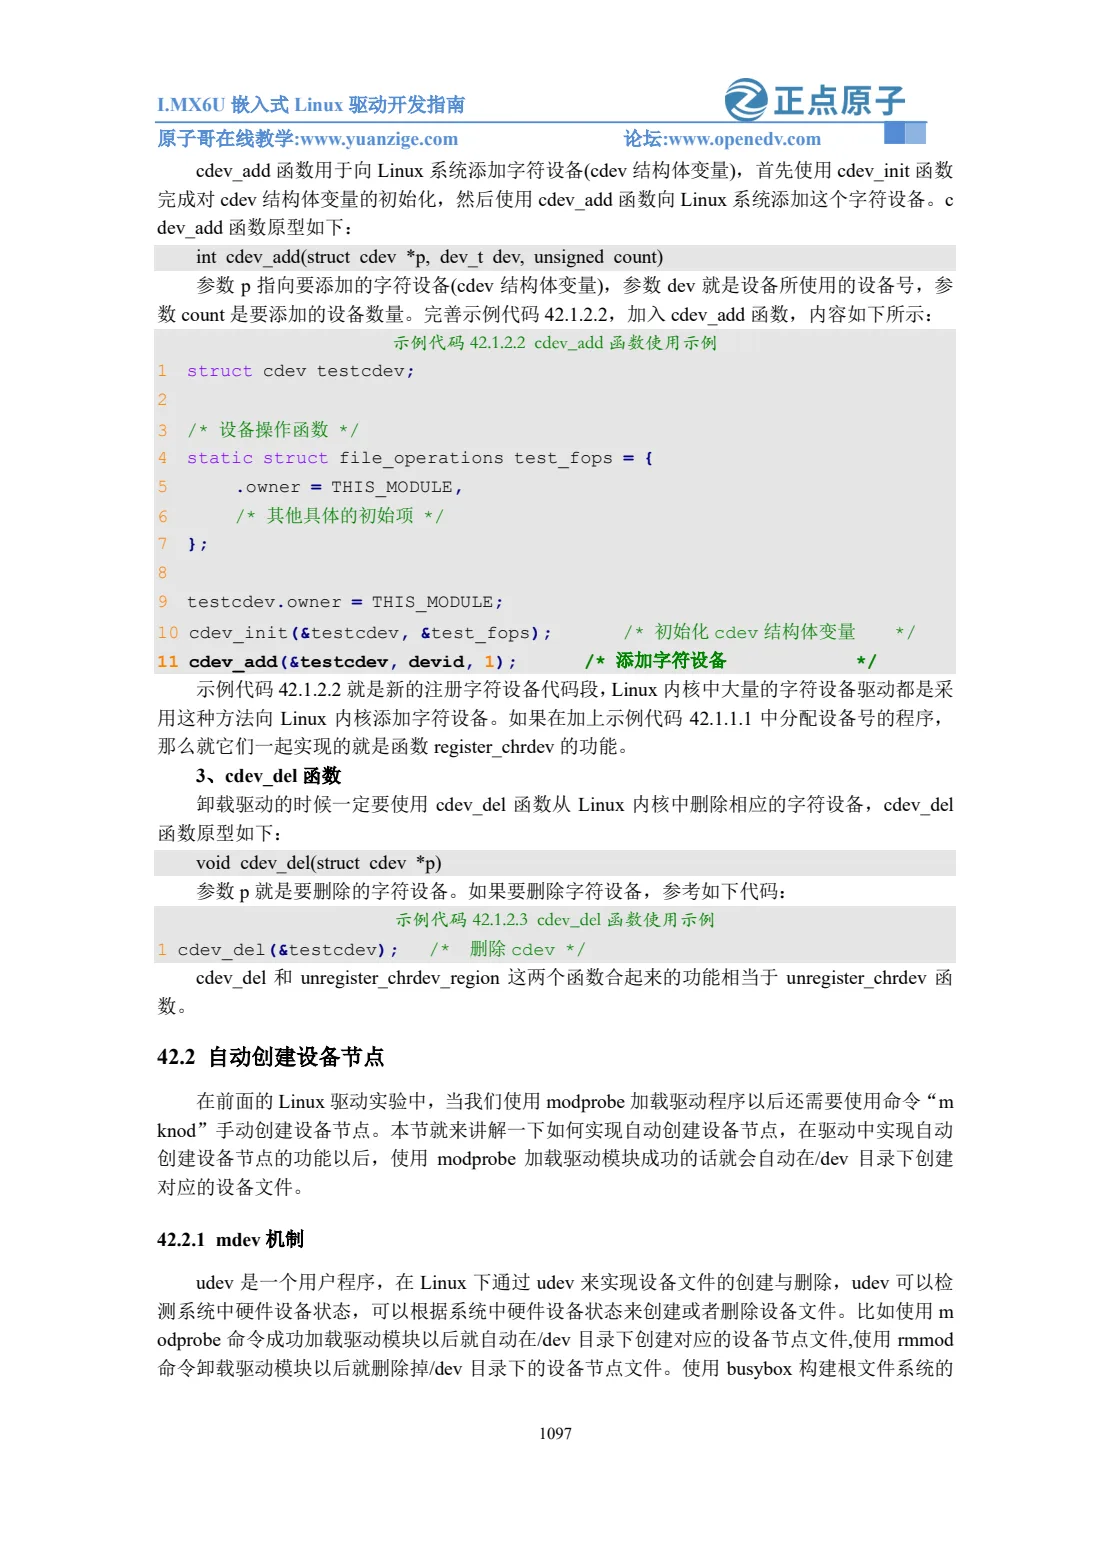 I.MX6U 嵌入式 Linux 驱动开发指南
正点原子
原子哥在线教学:www.yuanzige.com 论坛:www.openedv.com
cdev_add 函数用于向 Linux 系统添加字符设备(cdev 结构体变量)，首先使用 cdev_init 函数
完成对 cdev 结构体变量的初始化，然后使用 cdev_add 函数向 Linux 系统添加这个字符设备。c
dev_add 函数原型如下：
int cdev_add(struct cdev *p, dev_t dev, unsigned count)
参数 p 指向要添加的字符设备(cdev 结构体变量)，参数 dev 就是设备所使用的设备号，参
数 count 是要添加的设备数量。完善示例代码 42.1.2.2，加入 cdev_add 函数，内容如下所示：
示例代码 42.1.2.2 cdev_add 函数使用示例
1 struct cdev testcdev;
2
3 /* 设备操作函数 */
4 static struct file_operations test_fops = {
5 .owner = THIS_MODULE,
6 /* 其他具体的初始项 */
7 };
8
9 testcdev.owner = THIS_MODULE;
10 cdev_init(&testcdev, &test_fops); /* 初始化 cdev 结构体变量 */
11 cdev_add(&testcdev, devid, 1); /* 添加字符设备 */
示例代码 42.1.2.2 就是新的注册字符设备代码段，Linux 内核中大量的字符设备驱动都是采
用这种方法向 Linux 内核添加字符设备。如果在加上示例代码 42.1.1.1 中分配设备号的程序，
那么就它们一起实现的就是函数 register_chrdev 的功能。
3、cdev_del 函数
卸载驱动的时候一定要使用 cdev_del 函数从 Linux 内核中删除相应的字符设备，cdev_del
函数原型如下：
void cdev_del(struct cdev *p)
参数 p 就是要删除的字符设备。如果要删除字符设备，参考如下代码：
示例代码 42.1.2.3 cdev_del 函数使用示例
1 cdev_del(&testcdev); /* 删除 cdev */
cdev_del 和 unregister_chrdev_region 这两个函数合起来的功能相当于 unregister_chrdev 函
数。
42.2 自动创建设备节点
在前面的 Linux 驱动实验中，当我们使用 modprobe 加载驱动程序以后还需要使用命令“m
knod”手动创建设备节点。本节就来讲解一下如何实现自动创建设备节点，在驱动中实现自动
创建设备节点的功能以后，使用 modprobe 加载驱动模块成功的话就会自动在/dev 目录下创建
对应的设备文件。
42.2.1 mdev 机制
udev 是一个用户程序，在 Linux 下通过 udev 来实现设备文件的创建与删除，udev 可以检
测系统中硬件设备状态，可以根据系统中硬件设备状态来创建或者删除设备文件。比如使用 m
odprobe 命令成功加载驱动模块以后就自动在/dev 目录下创建对应的设备节点文件,使用 rmmod
命令卸载驱动模块以后就删除掉/dev 目录下的设备节点文件。使用 busybox 构建根文件系统的
1097